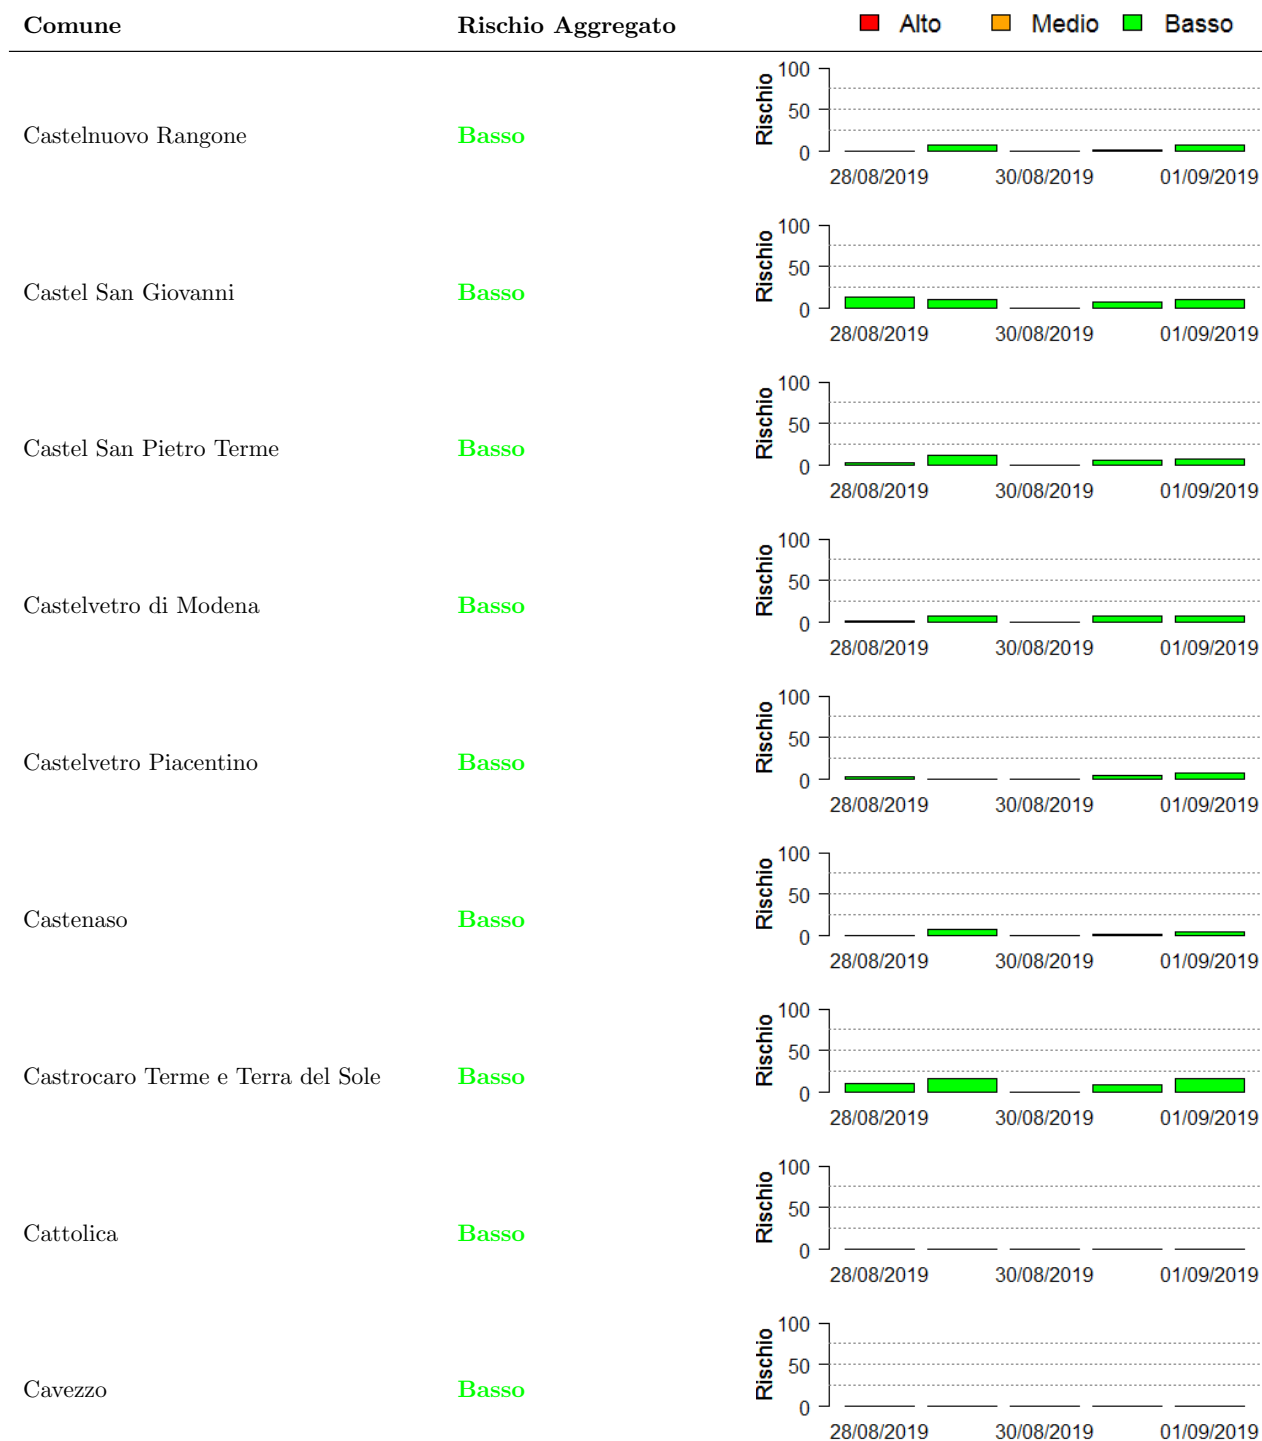 Comune Rischio Aggregato Alto Medio Basso
Castelnuovo Rangone Basso Rischio 100 50 0
28/08/2019 30/08/2019 01/09/2019
Castel San Giovanni Basso Rischio 100 50 0
28/08/2019 30/08/2019 01/09/2019
Castel San Pietro Terme Basso Rischio 100 50 0
28/08/2019 30/08/2019 01/09/2019
Castelvetro di Modena Basso Rischio 100 50 0
28/08/2019 30/08/2019 01/09/2019
Castelvetro Piacentino Basso Rischio 100 50 0
28/08/2019 30/08/2019 01/09/2019
Castenaso Basso Rischio 100 50 0
28/08/2019 30/08/2019 01/09/2019
Castrocaro Terme e Terra del Sole Basso Rischio 100 50 0
28/08/2019 30/08/2019 01/09/2019
Cattolica Basso Rischio 100 50 0
28/08/2019 30/08/2019 01/09/2019
Cavezzo Basso Rischio 100 50 0
28/08/2019 30/08/2019 01/09/2019